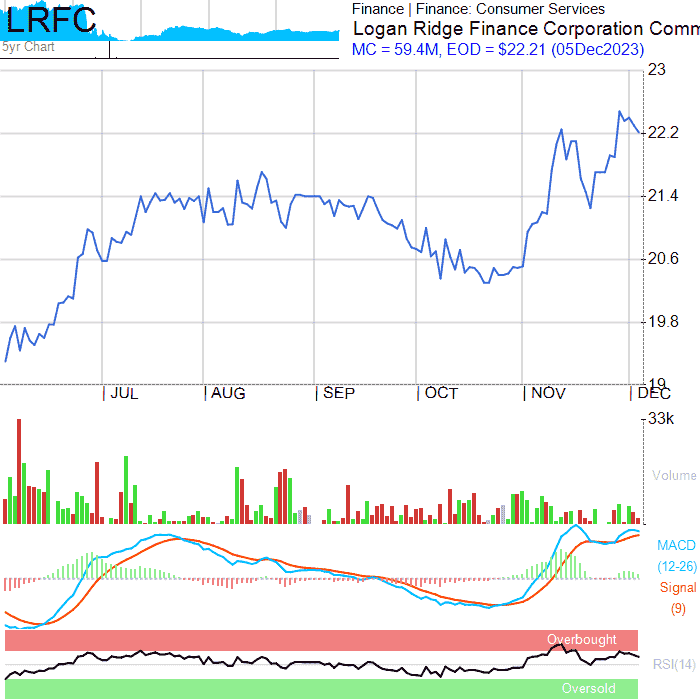 LRFC
5yr Chart
Finance | Finance: Consumer Services
Logan Ridge Finance Corporation Comm
MC = 59.4M, EOD = $22.21 (05Dec2023)
23
22.2
21.4
20.6
19.8
19
JUL
AUG
SEP
OCT
NOV
DEC
33k
Volume
MACD
(12-26)
Signal
(9)
Overbought
RSI(14)
Oversold